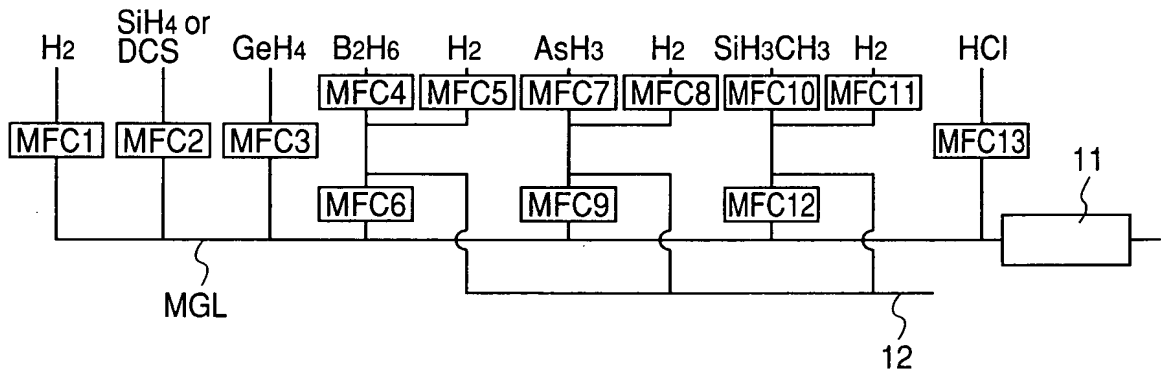 SiH4 or
H2 DCS GeH4 B2H6 H2 AsH3 H2 SiH3CH3 H2 HCl
MFC4 MFC5 MFC7 MFC8 MFC10 MFC11
MFC1 MFC2 MFC3 MFC13
11
MFC6 MFC9 MFC12
MGL
12